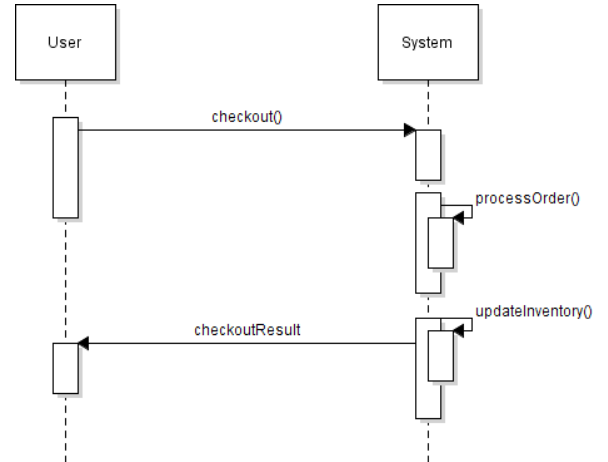 User
System
checkout()
processOrder()
updateInventory()
checkoutResult